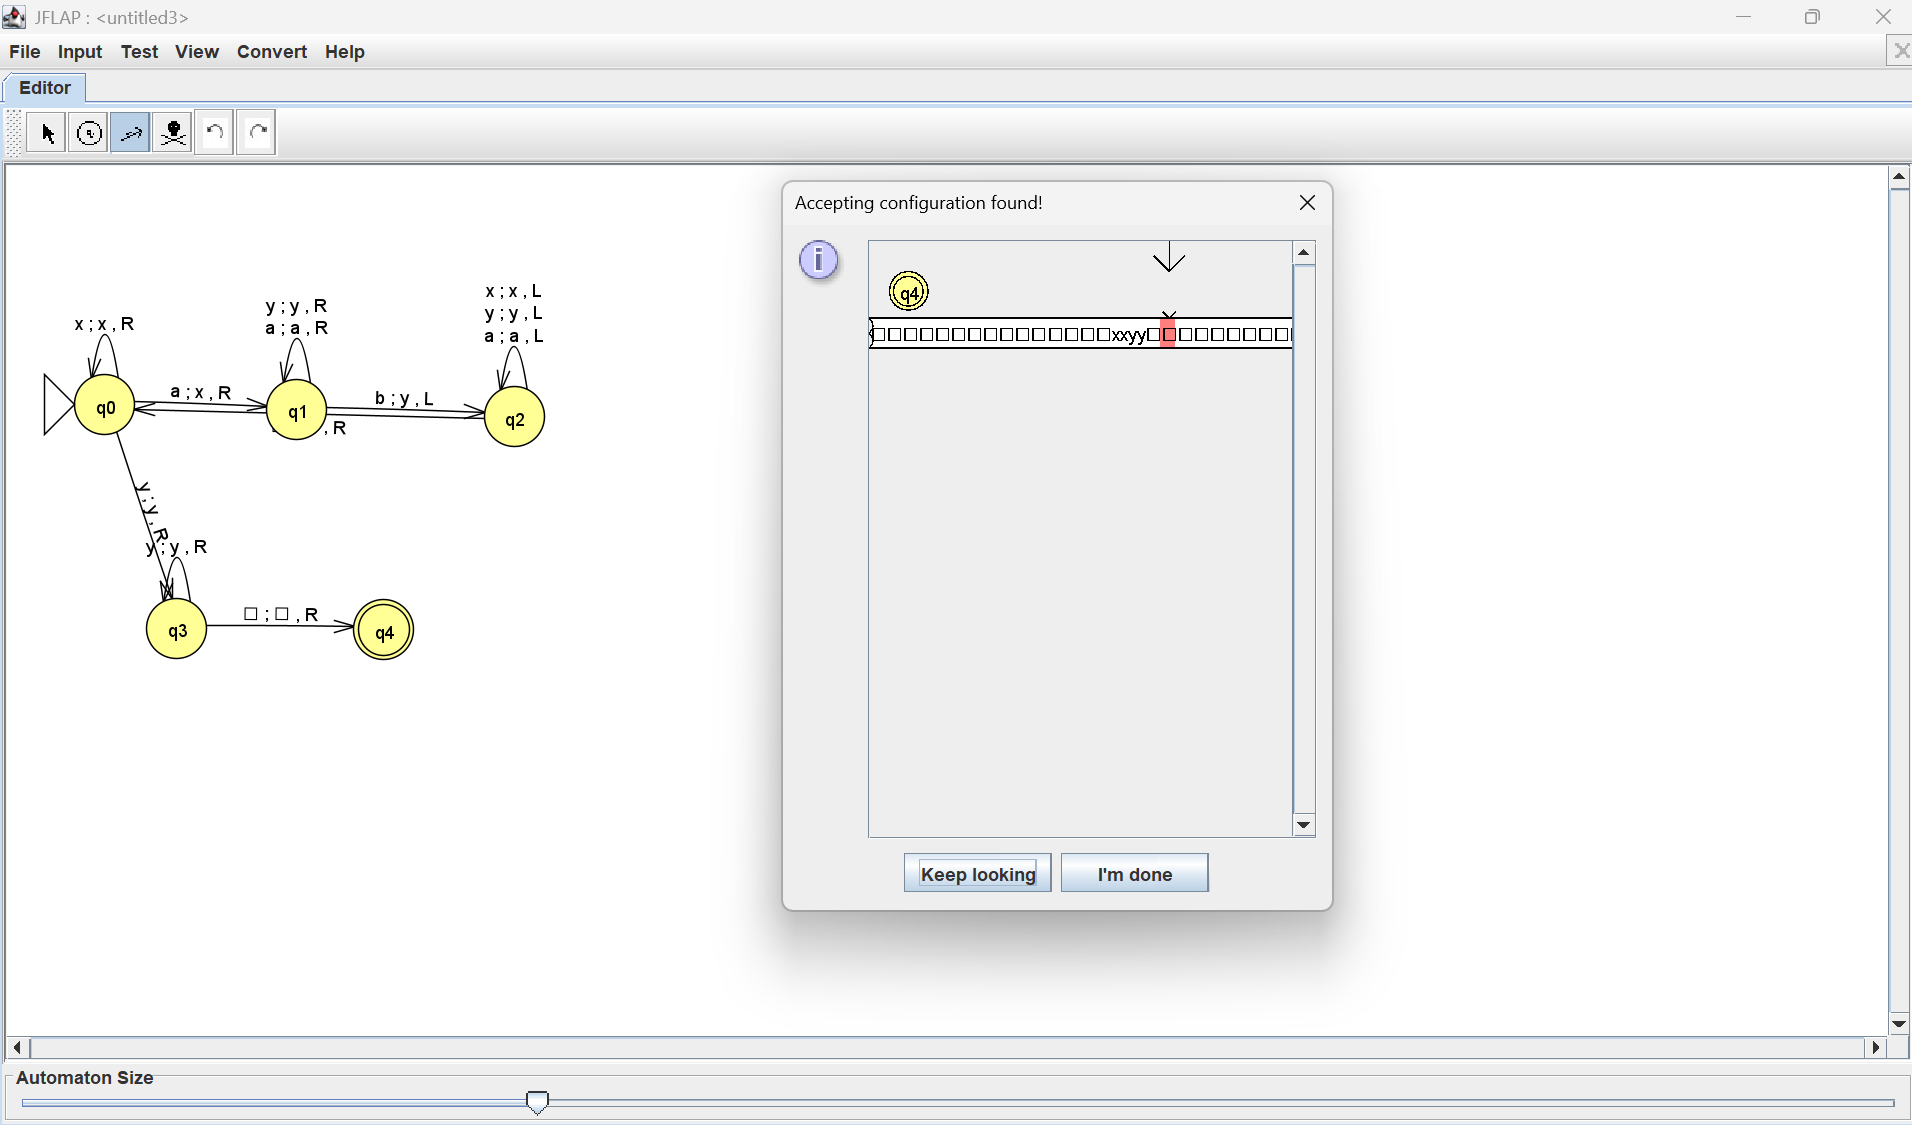 JFLAP : <untitled3>
File Input Test View Convert Help
Editor
x ; x , R
y ; y , R
a ; a , R
x ; x , L
y ; y , L
a ; a , L
q0
a ; x , R
q1
b ; y , L
q2
, R
y ; y , R
y ; y , R
q3
□ ; □ , R
q4
Accepting configuration found!
i
q4
□□□□□□□□□□□□□□□xxyy□□□□□□□□□
Keep looking
I'm done
Automaton Size